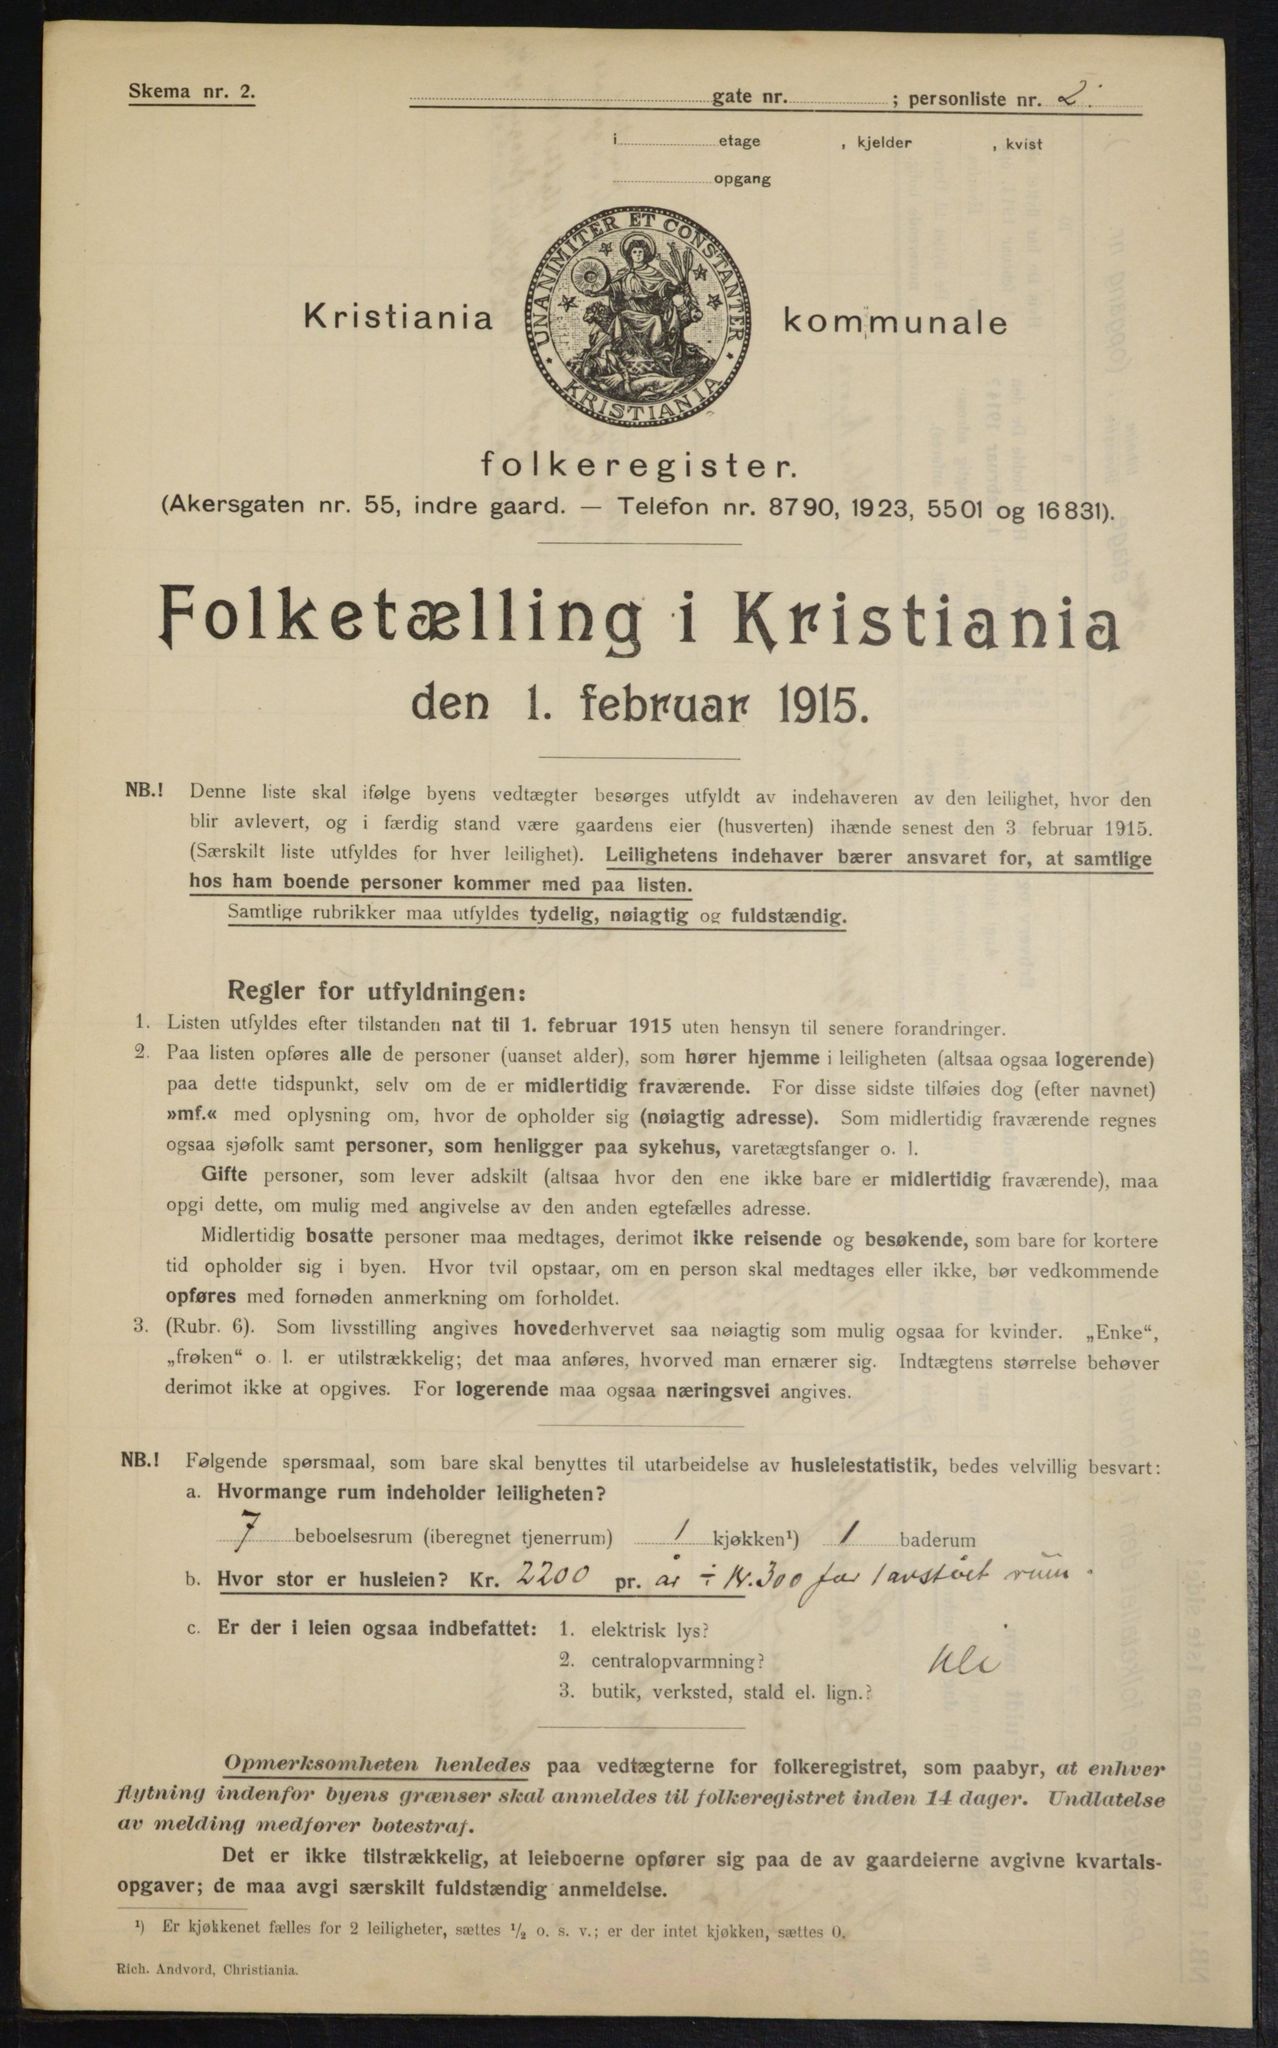 Skema nr. 2. gate nr. ; personliste nr. 2.
i etage , kjelder , kvist
opgang
UNANIMITER ET CONSTANTER
KRISTIANIA
Kristiania kommunale
folkeregister.
(Akersgaten nr. 55, indre gaard. — Telefon nr. 8790, 1923, 5501 og 16831).
Folketælling i Kristiania
den 1. februar 1915.
NB.! Denne liste skal ifølge byens vedtægter besørges utfyldt av indehaveren av den leilighet, hvor den
blir avlevert, og i færdig stand være gaardens eier (husverten) ihænde senest den 3. februar 1915.
(Særskilt liste utfyldes for hver leilighet). Leilighetens indehaver bærer ansvaret for, at samtlige
hos ham boende personer kommer med paa listen.
Samtlige rubrikker maa utfyldes tydelig, nøiagtig og fuldstændig.
Regler for utfyldningen:
1. Listen utfyldes efter tilstanden nat til 1. februar 1915 uten hensyn til senere forandringer.
2. Paa listen opføres alle de personer (uanset alder), som hører hjemme i leiligheten (altsaa ogsaa logerende)
paa dette tidspunkt, selv om de er midlertidig fraværende. For disse sidste tilføies dog (efter navnet)
»mf.« med oplysning om, hvor de opholder sig (nøiagtig adresse). Som midlertidig fraværende regnes
ogsaa sjøfolk samt personer, som henligger paa sykehus, varetægtsfanger o. l.
Gifte personer, som lever adskilt (altsaa hvor den ene ikke bare er midlertidig fraværende), maa
opgi dette, om mulig med angivelse av den anden egtefælles adresse.
Midlertidig bosatte personer maa medtages, derimot ikke reisende og besøkende, som bare for kortere
tid opholder sig i byen. Hvor tvil opstaar, om en person skal medtages eller ikke, bør vedkommende
opføres med fornøden anmerkning om forholdet.
3. (Rubr. 6). Som livsstilling angives hovederhvervet saa nøiagtig som mulig ogsaa for kvinder. „Enke“,
„frøken“ o. l. er utilstrækkelig; det maa anføres, hvorved man ernærer sig. Indtægtens størrelse behøver
derimot ikke at opgives. For logerende maa ogsaa næringsvei angives.
NB.! Følgende spørsmaal, som bare skal benyttes til utarbeidelse av husleiestatistik, bedes velvillig besvart:
a. Hvormange rum indeholder leiligheten?
7 beboelsesrum (iberegnet tjenerrum) 1 kjøkken¹) 1 baderum
b. Hvor stor er husleien? Kr. 2200 pr. år ÷ kr. 300 for 1 avstået rum.
c. Er der i leien ogsaa indbefattet: 1. elektrisk lys?
2. centralopvarmning?
3. butik, verksted, stald el. lign.?
Opmerksomheten henledes paa vedtægterne for folkeregistret, som paabyr, at enhver
flytning indenfor byens grænser skal anmeldes til folkeregistret inden 14 dager. Undlatelse
av melding medfører bøtestraf.
Det er ikke tilstrækkelig, at leieboerne opfører sig paa de av gaardeierne avgivne kvartals-
opgaver; de maa avgi særskilt fuldstændig anmeldelse.
¹) Er kjøkkenet fælles for 2 leiligheter, sættes ¹/₂ o. s. v.; er der intet kjøkken, sættes 0.
Rich. Andvord, Christiania.